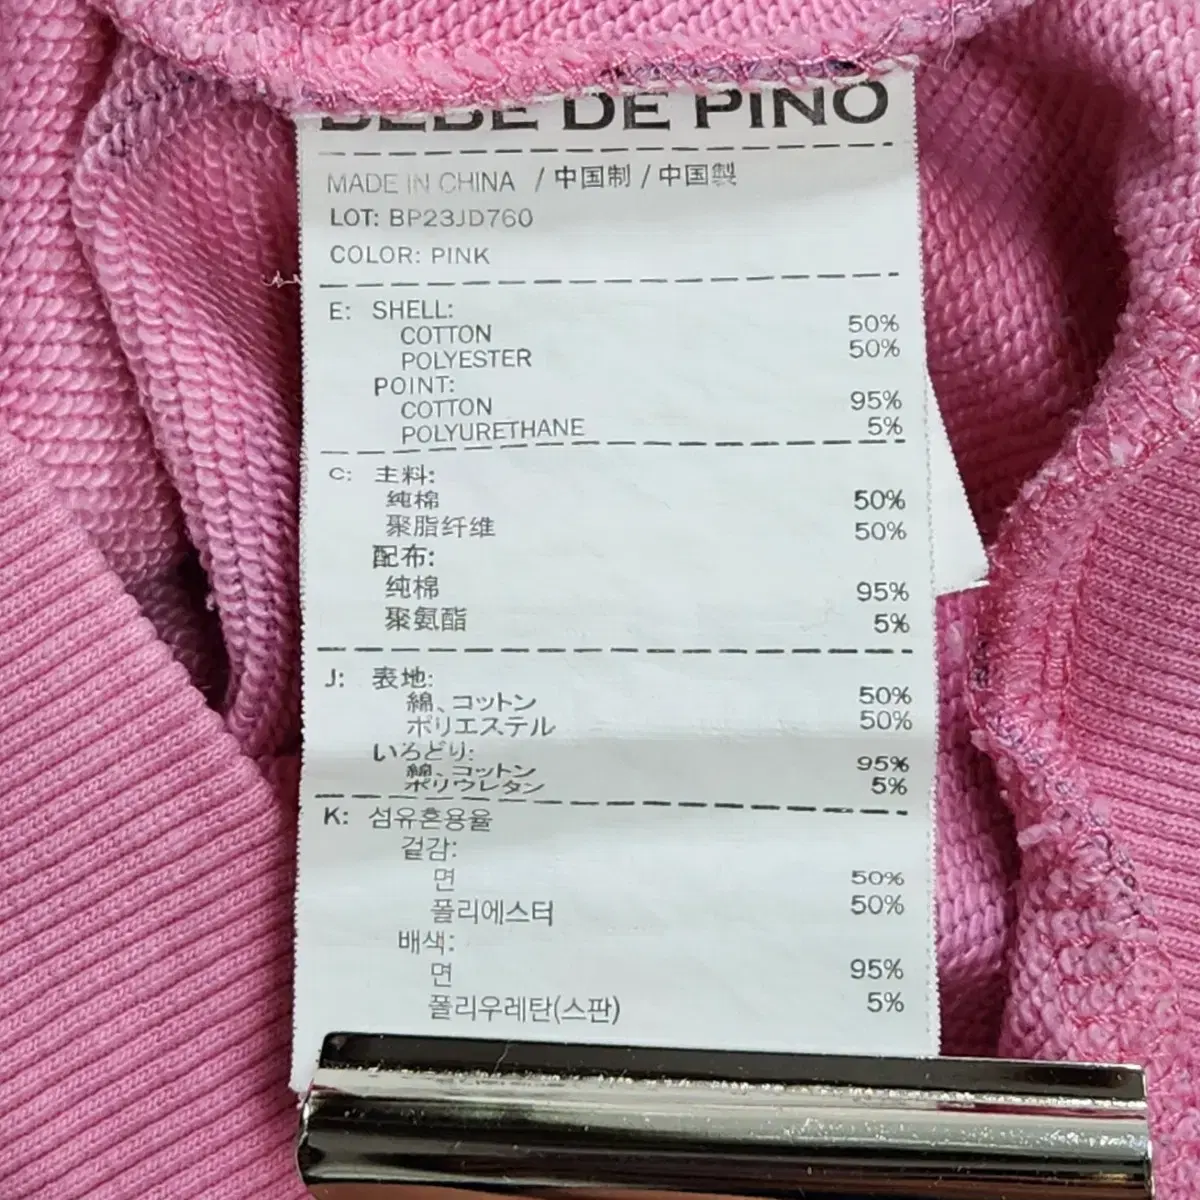 BEBE DE PINO
MADE IN CHINA / 中国制 / 中国製
LOT: BP23JD760
COLOR: PINK
E: SHELL:
COTTON 50%
POLYESTER 50%
POINT:
COTTON 95%
POLYURETHANE 5%
C: 主料:
纯棉 50%
聚脂纤维 50%
配布:
纯棉 95%
聚氨酯 5%
J: 表地:
綿、コットン 50%
ポリエステル 50%
いろどり:
綿、コットン 95%
ポリウレタン 5%
K: 섬유혼용율
겉감:
면 50%
폴리에스터 50%
배색:
면 95%
폴리우레탄(스판) 5%